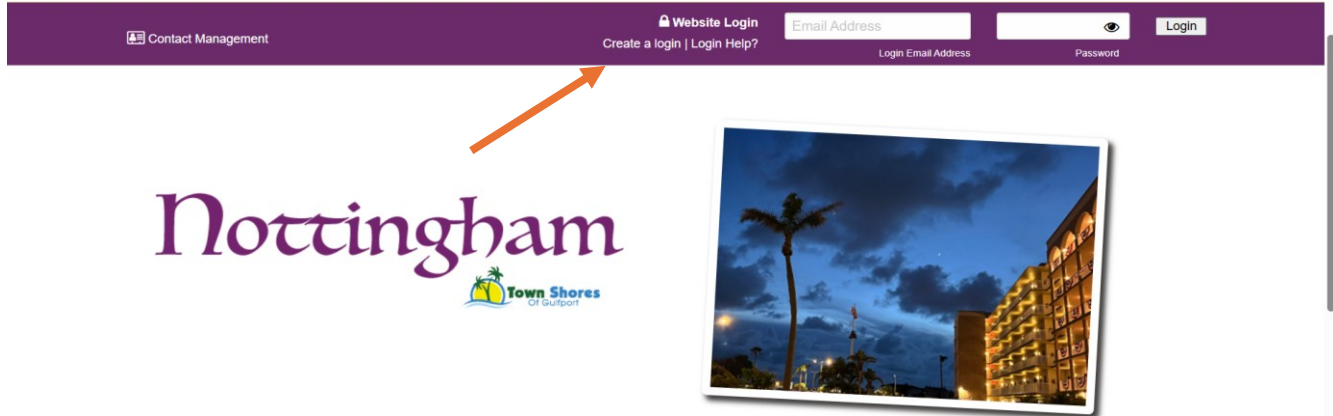 Contact Management
Website Login
Create a login | Login Help?
Email Address
Login Email Address
Password
Login
Nottingham
Town Shores
Of Gulfport